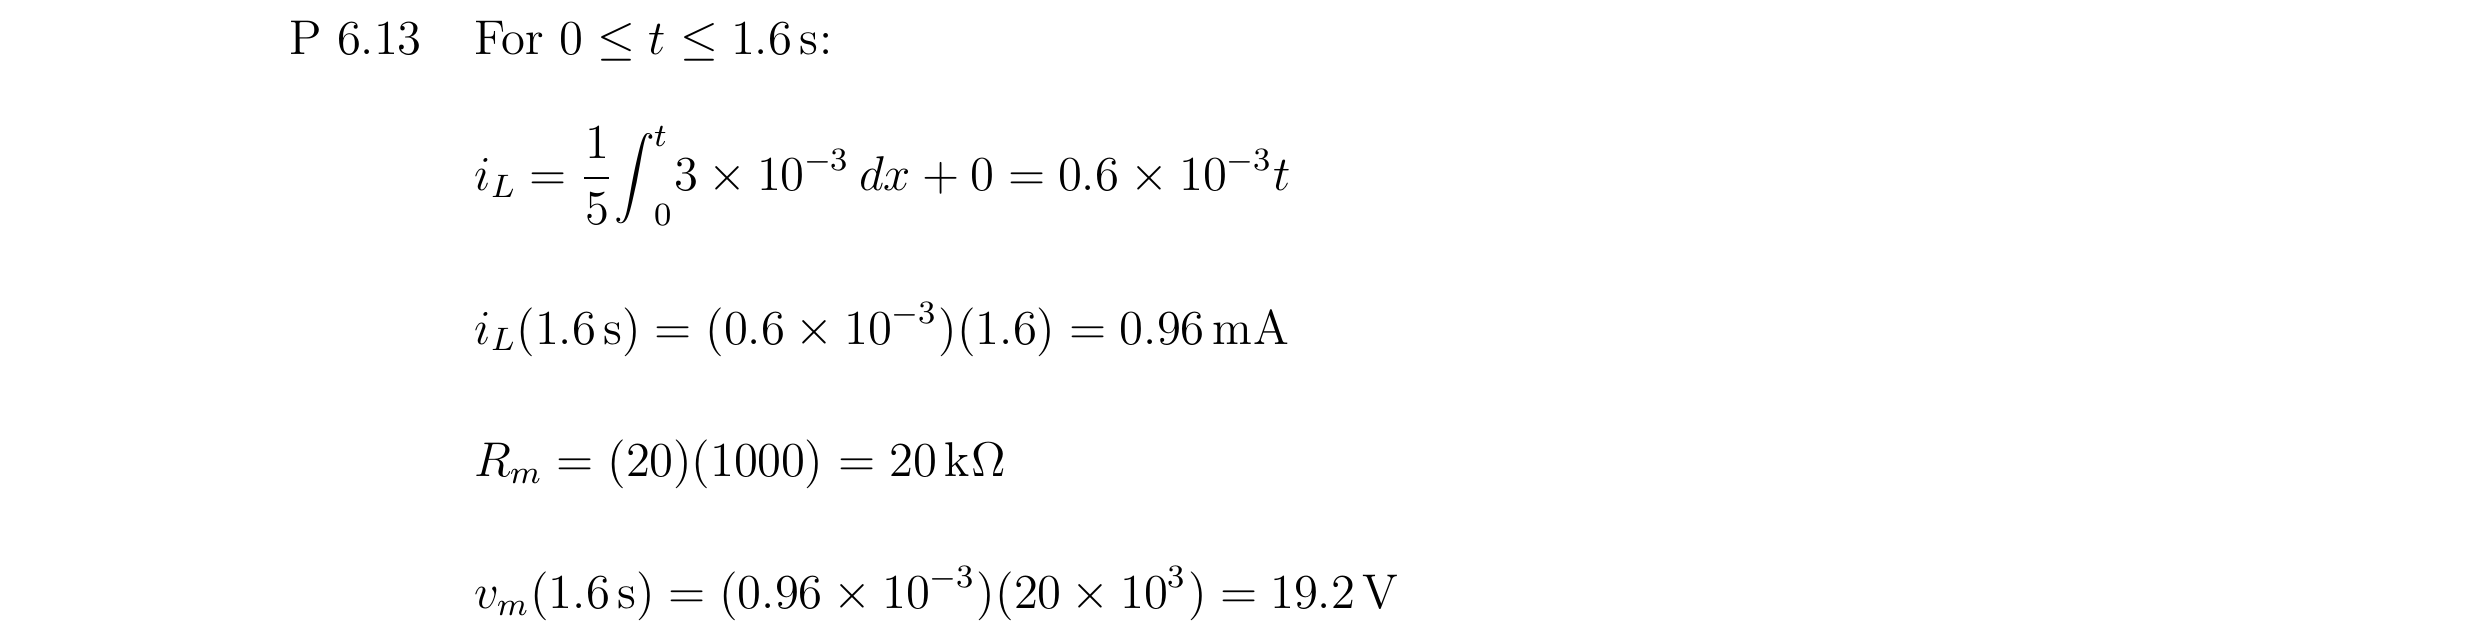 P 6.13 For 0 ≤ t ≤ 1.6 s:
i_L = \frac{1}{5} \int_0^t 3 × 10^{−3} dx + 0 = 0.6 × 10^{−3}t
i_L(1.6 s) = (0.6 × 10^{−3})(1.6) = 0.96 mA
R_m = (20)(1000) = 20 kΩ
v_m(1.6 s) = (0.96 × 10^{−3})(20 × 10^3) = 19.2 V